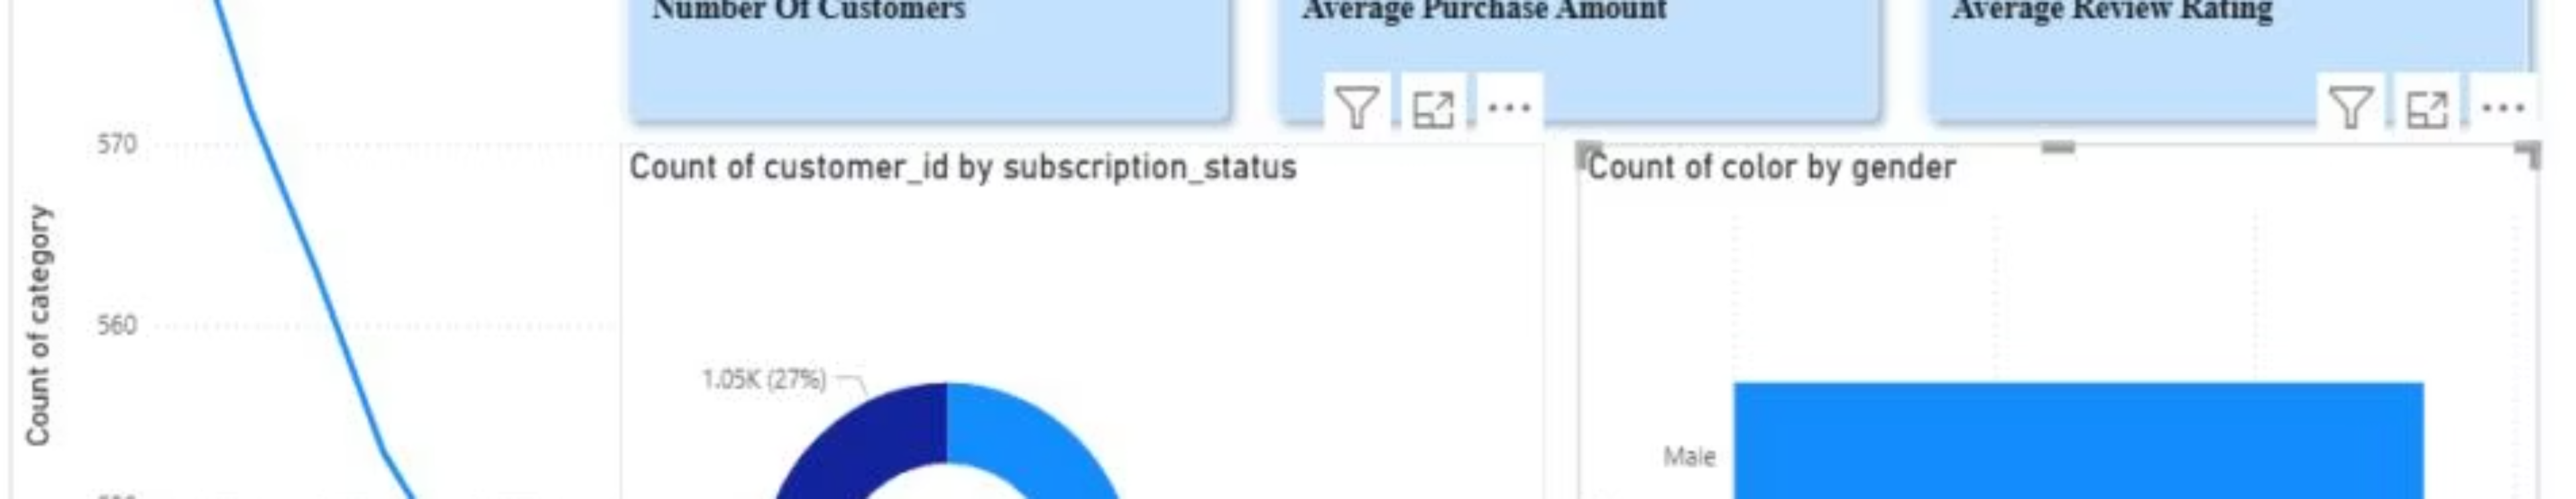 Number Of Customers
Average Purchase Amount
Average Review Rating
570
Count of customer_id by subscription_status
Count of color by gender
Count of category
560
1.05K (27%)
Male